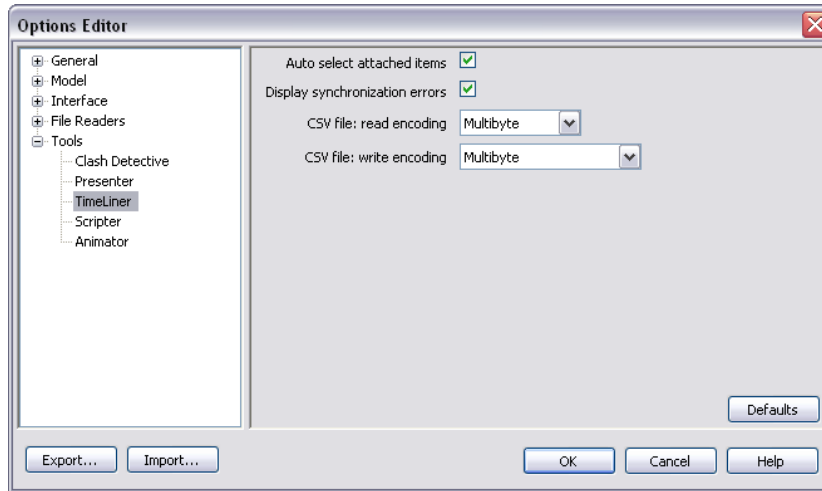 Options Editor
General
Model
Interface
File Readers
Tools
Clash Detective
Presenter
TimeLiner
Scripter
Animator
Auto select attached items
Display synchronization errors
CSV file: read encoding Multibyte
CSV file: write encoding Multibyte
Defaults
Export... Import... OK Cancel Help